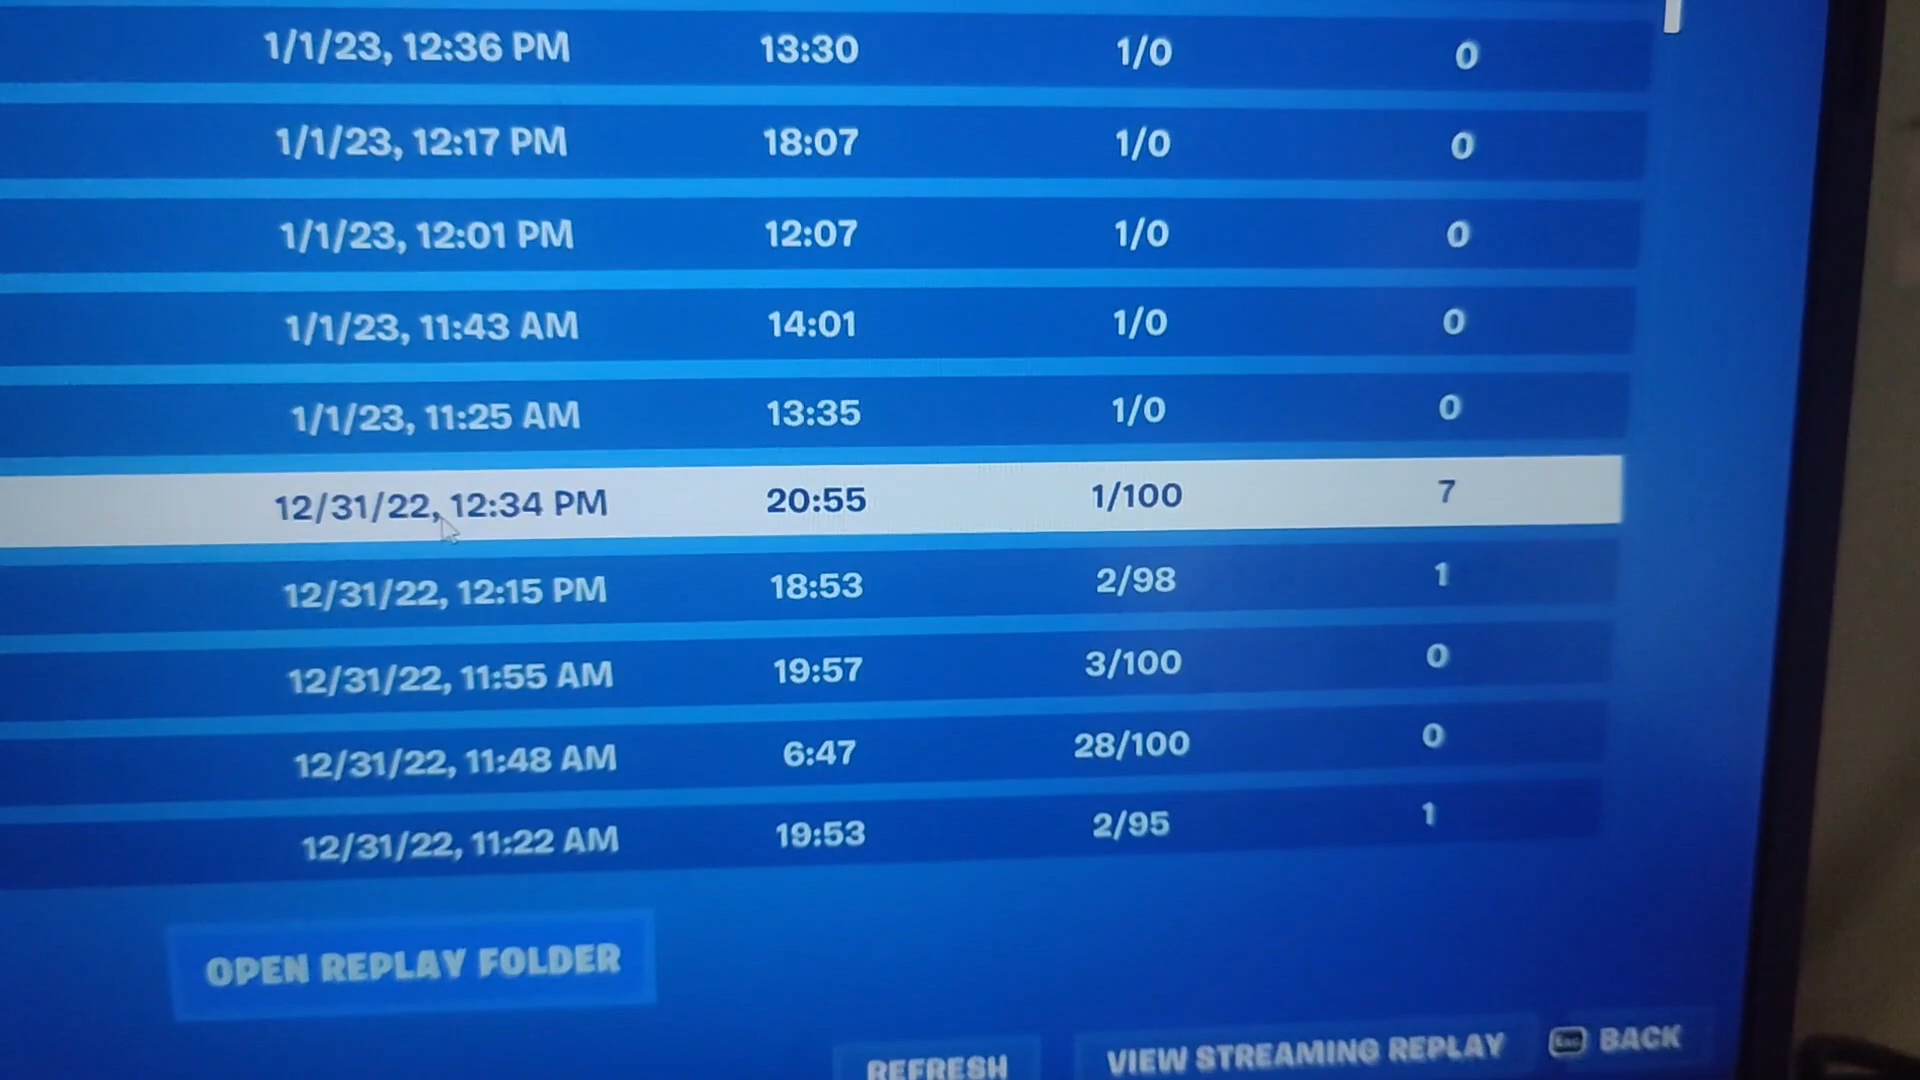 1/1/23, 12:36 PM 13:30 1/0 0
1/1/23, 12:17 PM 18:07 1/0 0
1/1/23, 12:01 PM 12:07 1/0 0
1/1/23, 11:43 AM 14:01 1/0 0
1/1/23, 11:25 AM 13:35 1/0 0
12/31/22, 12:34 PM 20:55 1/100 7
12/31/22, 12:15 PM 18:53 2/98 1
12/31/22, 11:55 AM 19:57 3/100 0
12/31/22, 11:48 AM 6:47 28/100 0
12/31/22, 11:22 AM 19:53 2/95 1
OPEN REPLAY FOLDER
REFRESH VIEW STREAMING REPLAY Esc BACK